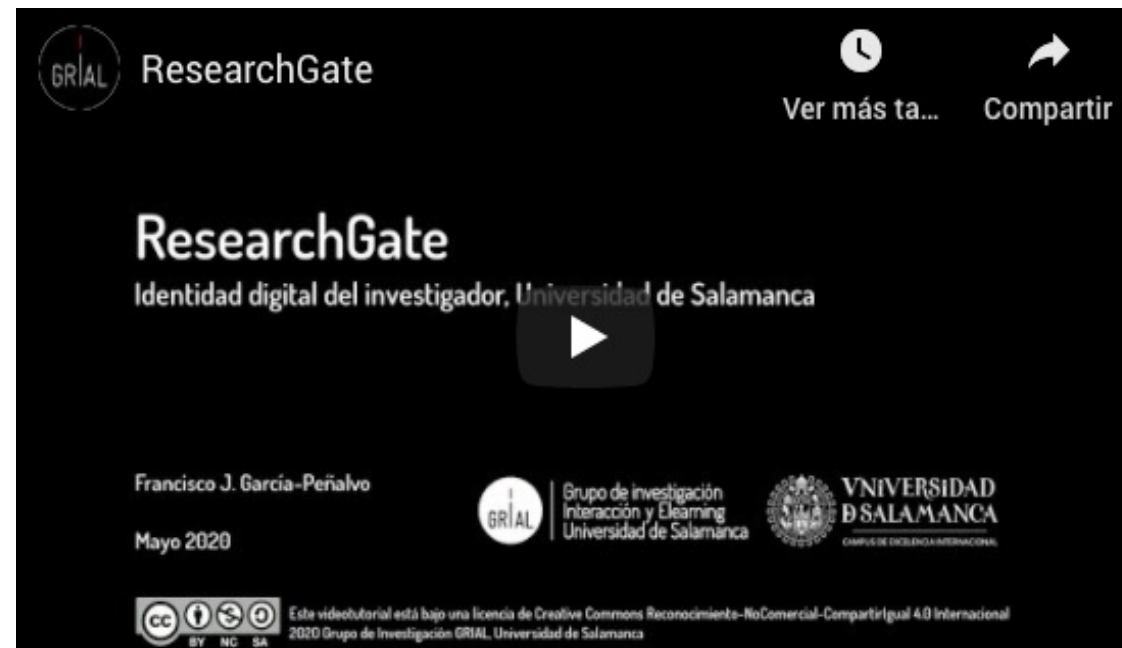 GRIAL
ResearchGate
Ver más ta...
Compartir
ResearchGate
Identidad digital del investigador, Universidad de Salamanca
Francisco J. García-Peñalvo
Mayo 2020
GRIAL
Grupo de investigación
Interacción y Elearning
Universidad de Salamanca
VNIVERSIDAD
D SALAMANCA
CAMPUS DE EXCELENCIA INTERNACIONAL
cc
BY NC SA
Este videotutorial está bajo una licencia de Creative Commons Reconocimiento-NoComercial-CompartirIgual 4.0 Internacional
2020 Grupo de Investigación GRIAL, Universidad de Salamanca